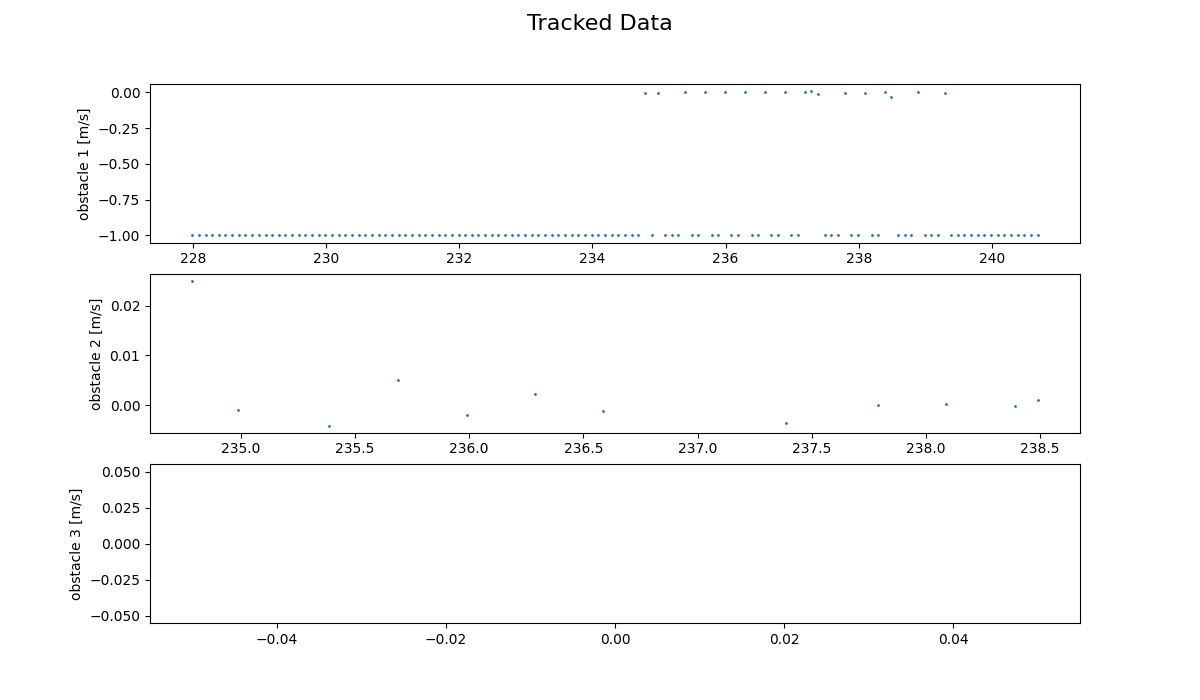 Tracked Data
obstacle 1 [m/s]
0.00
−0.25
−0.50
−0.75
−1.00
228 230 232 234 236 238 240
obstacle 2 [m/s]
0.02
0.01
0.00
235.0 235.5 236.0 236.5 237.0 237.5 238.0 238.5
obstacle 3 [m/s]
0.050
0.025
0.000
−0.025
−0.050
−0.04 −0.02 0.00 0.02 0.04